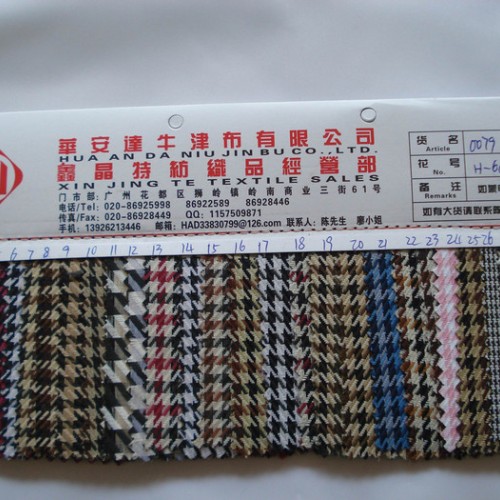 華安達牛津布有限公司
HUA AN DA NIU JIN BU CO., LTD.
鑫晶特紡織品經營部
XIN JING TE TEXTILE SALES
门市部: 广州花都区狮岭镇岭南商业三街61号
电话/Tel: 020-86925958 86922589 86928446
传真/Fax: 020-86928449 QQ: 1157509871
手机: 13926213446 邮箱: HAD33830799@126.com 联系人: 陈先生 廖小姐
货名 Article 0079
花号 H-6
备注 如
如有大货请联系
6 7 8 9 10 11 12 13 14 15 16 17 18 19 20 21 22 23 24 25 26